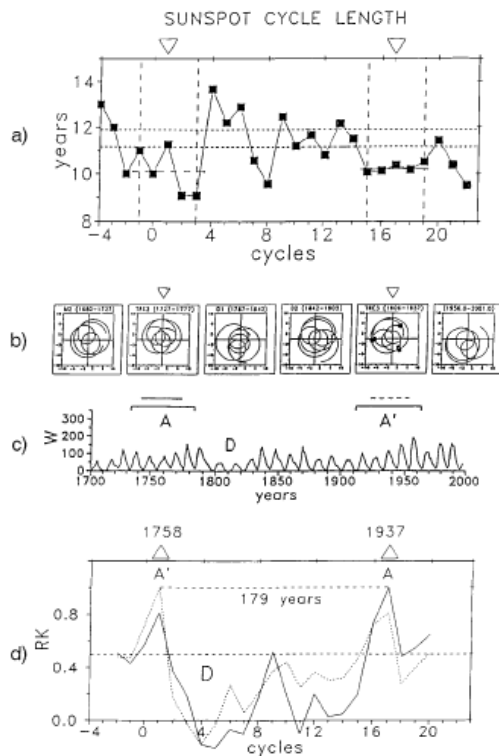 SUNSPOT CYCLE LENGTH
a)
years
14
12
10
8
-4 0 4 8 12 16 20
cycles
b)
c)
A A'
W
300
200
100
0
D
1700 1750 1800 1850 1900 1950 2000
years
1758 1937
A' A
179 years
d)
RK
0.8
0.4
0.0
D
-4 0 4 8 12 16 20
cycles